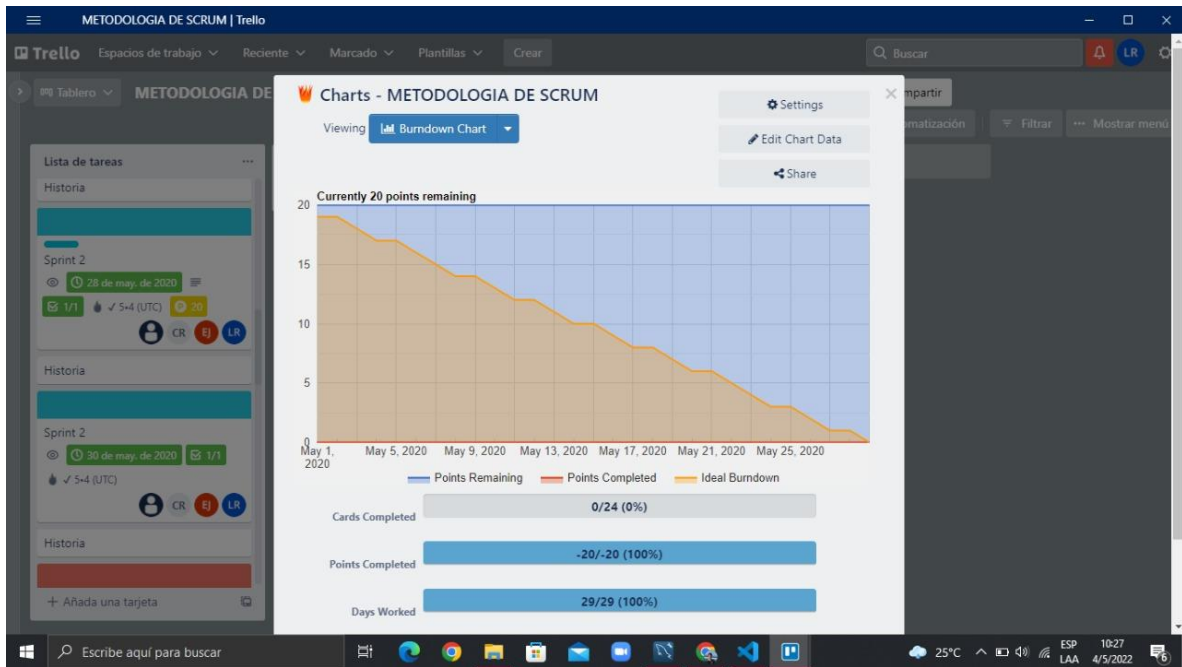 METODOLOGIA DE SCRUM | Trello
Trello Espacios de trabajo Reciente Marcado Plantillas Crear Buscar LR
Tablero METODOLOGIA DE mpartir
omatización Filtrar ... Mostrar menú
Lista de tareas ...
Historia
Sprint 2
28 de may. de 2020
1/1 ✓ 5+4 (UTC) 20
CR EJ LR
Historia
Sprint 2
30 de may. de 2020 1/1
✓ 5+4 (UTC)
CR EJ LR
Historia
+ Añada una tarjeta
Charts - METODOLOGIA DE SCRUM
Viewing Burndown Chart
Settings
Edit Chart Data
Share
Currently 20 points remaining
20
15
10
5
0
May 1, 2020 May 5, 2020 May 9, 2020 May 13, 2020 May 17, 2020 May 21, 2020 May 25, 2020
Points Remaining Points Completed Ideal Burndown
Cards Completed 0/24 (0%)
Points Completed -20/-20 (100%)
Days Worked 29/29 (100%)
Escribe aquí para buscar
25°C ESP 10:27
LAA 4/5/2022 6